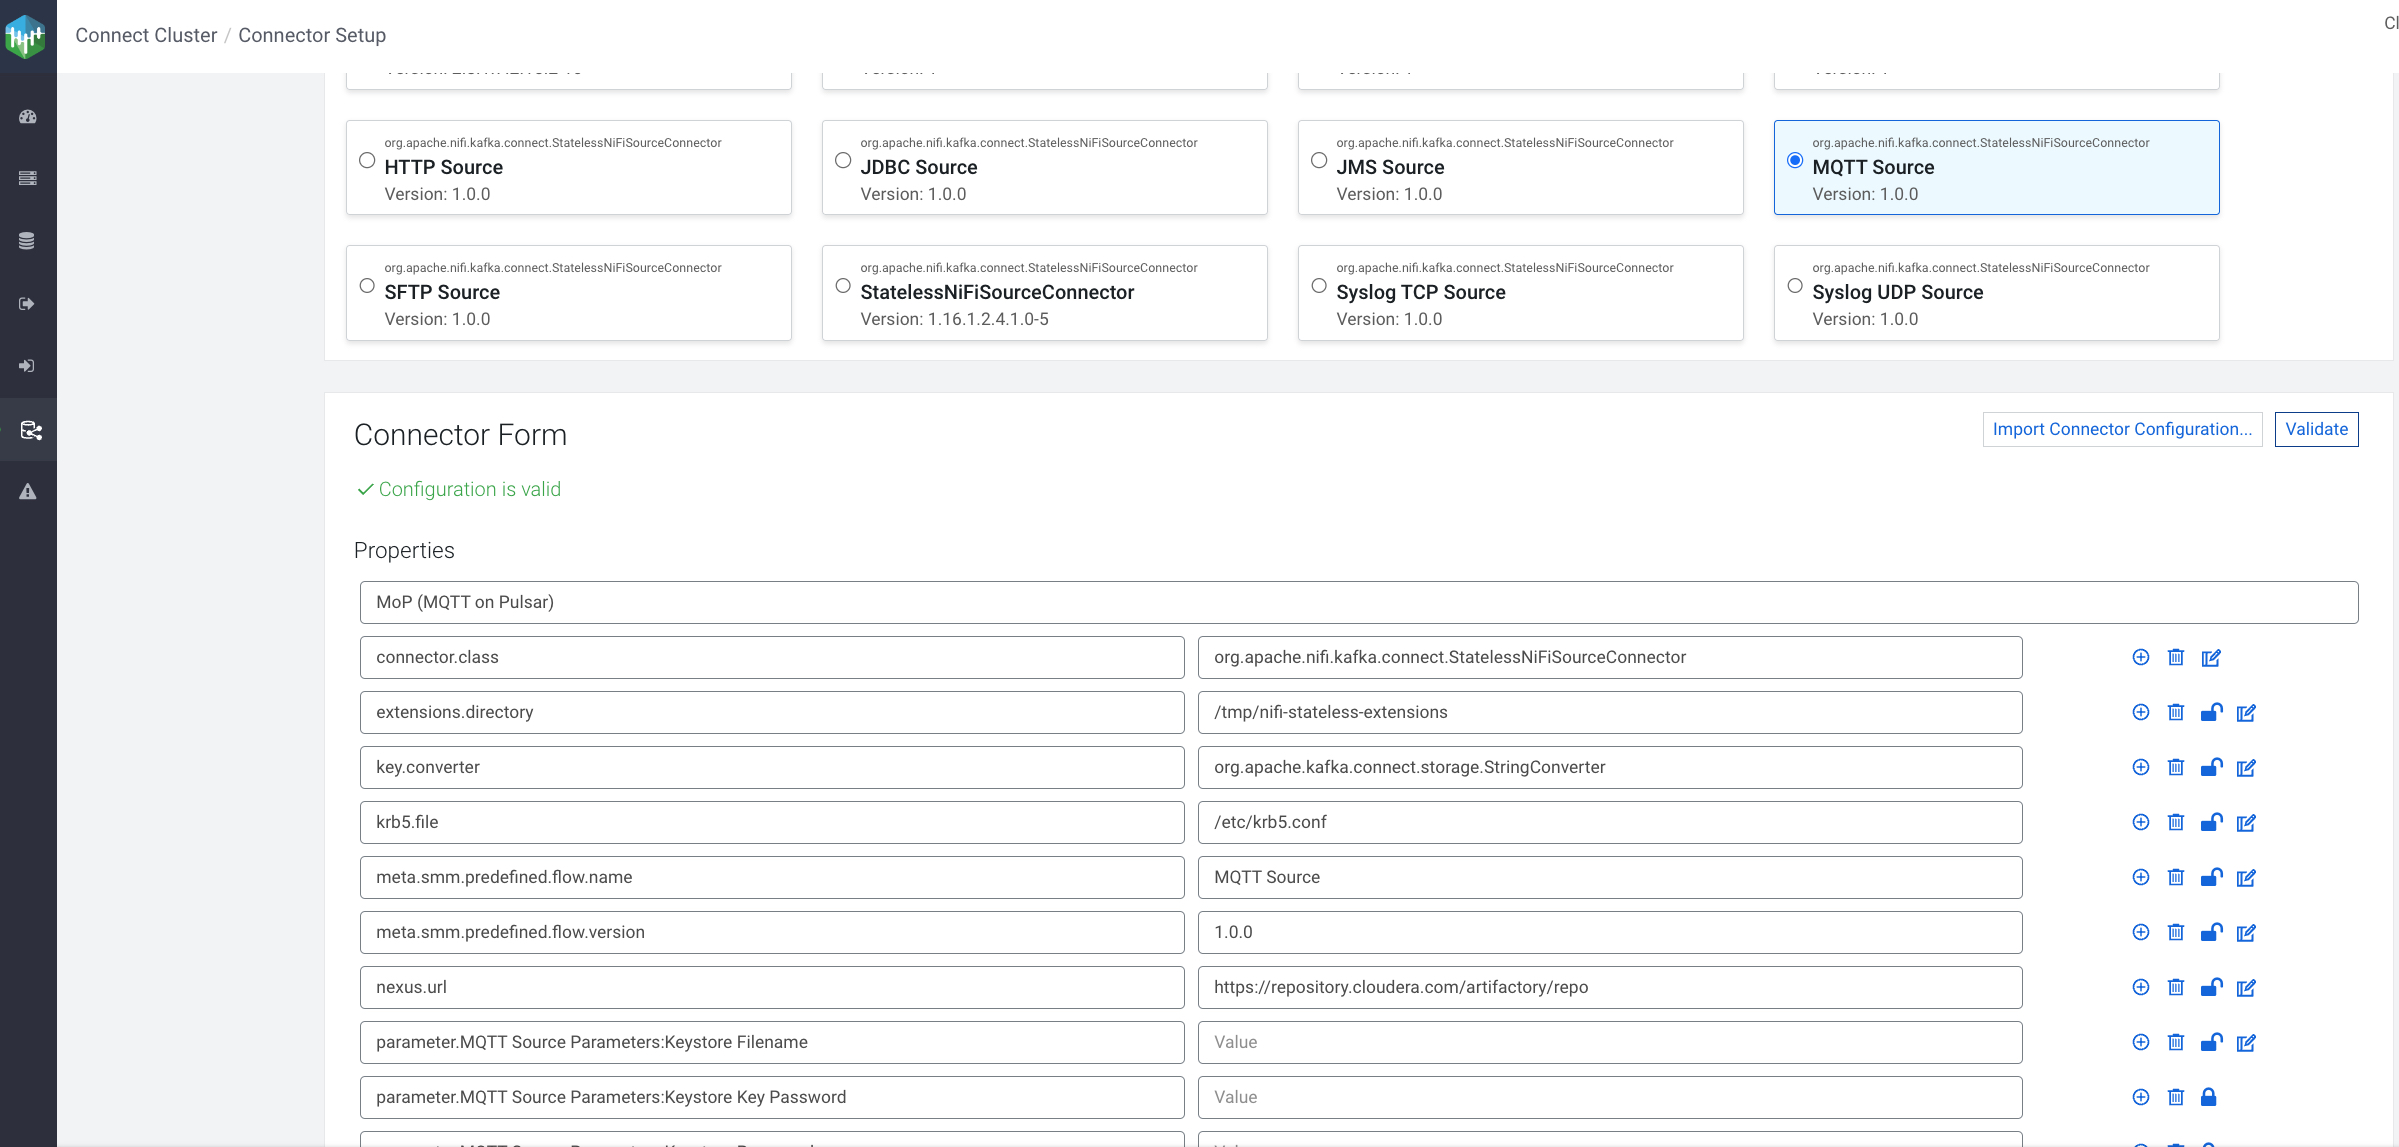 Connect Cluster / Connector Setup
org.apache.nifi.kafka.connect.StatelessNiFiSourceConnector
HTTP Source
Version: 1.0.0
org.apache.nifi.kafka.connect.StatelessNiFiSourceConnector
JDBC Source
Version: 1.0.0
org.apache.nifi.kafka.connect.StatelessNiFiSourceConnector
JMS Source
Version: 1.0.0
org.apache.nifi.kafka.connect.StatelessNiFiSourceConnector
MQTT Source
Version: 1.0.0
org.apache.nifi.kafka.connect.StatelessNiFiSourceConnector
SFTP Source
Version: 1.0.0
org.apache.nifi.kafka.connect.StatelessNiFiSourceConnector
StatelessNiFiSourceConnector
Version: 1.16.1.2.4.1.0-5
org.apache.nifi.kafka.connect.StatelessNiFiSourceConnector
Syslog TCP Source
Version: 1.0.0
org.apache.nifi.kafka.connect.StatelessNiFiSourceConnector
Syslog UDP Source
Version: 1.0.0
Connector Form
Import Connector Configuration...
Validate
Configuration is valid
Properties
MoP (MQTT on Pulsar)
connector.class
org.apache.nifi.kafka.connect.StatelessNiFiSourceConnector
extensions.directory
/tmp/nifi-stateless-extensions
key.converter
org.apache.kafka.connect.storage.StringConverter
krb5.file
/etc/krb5.conf
meta.smm.predefined.flow.name
MQTT Source
meta.smm.predefined.flow.version
1.0.0
nexus.url
https://repository.cloudera.com/artifactory/repo
parameter.MQTT Source Parameters:Keystore Filename
Value
parameter.MQTT Source Parameters:Keystore Key Password
Value